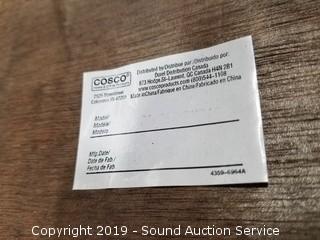 COSCO
2525 State Street
Columbus IN 47201
Distributed by/Distribué par:/Distribuido por:
Dorel Distribution Canada
873 Hodge, St-Laurent, QC Canada H4N 2B1
www.coscoproducts.com (800)544-1108
Made in China/Fabriqué en Chine/Fabricado en China
Model/
Modèle/
Modelo
Mfg.Date/
Date de Fab./
Fecha de Fab.
4359-6964A
Copyright 2019 - Sound Auction Service